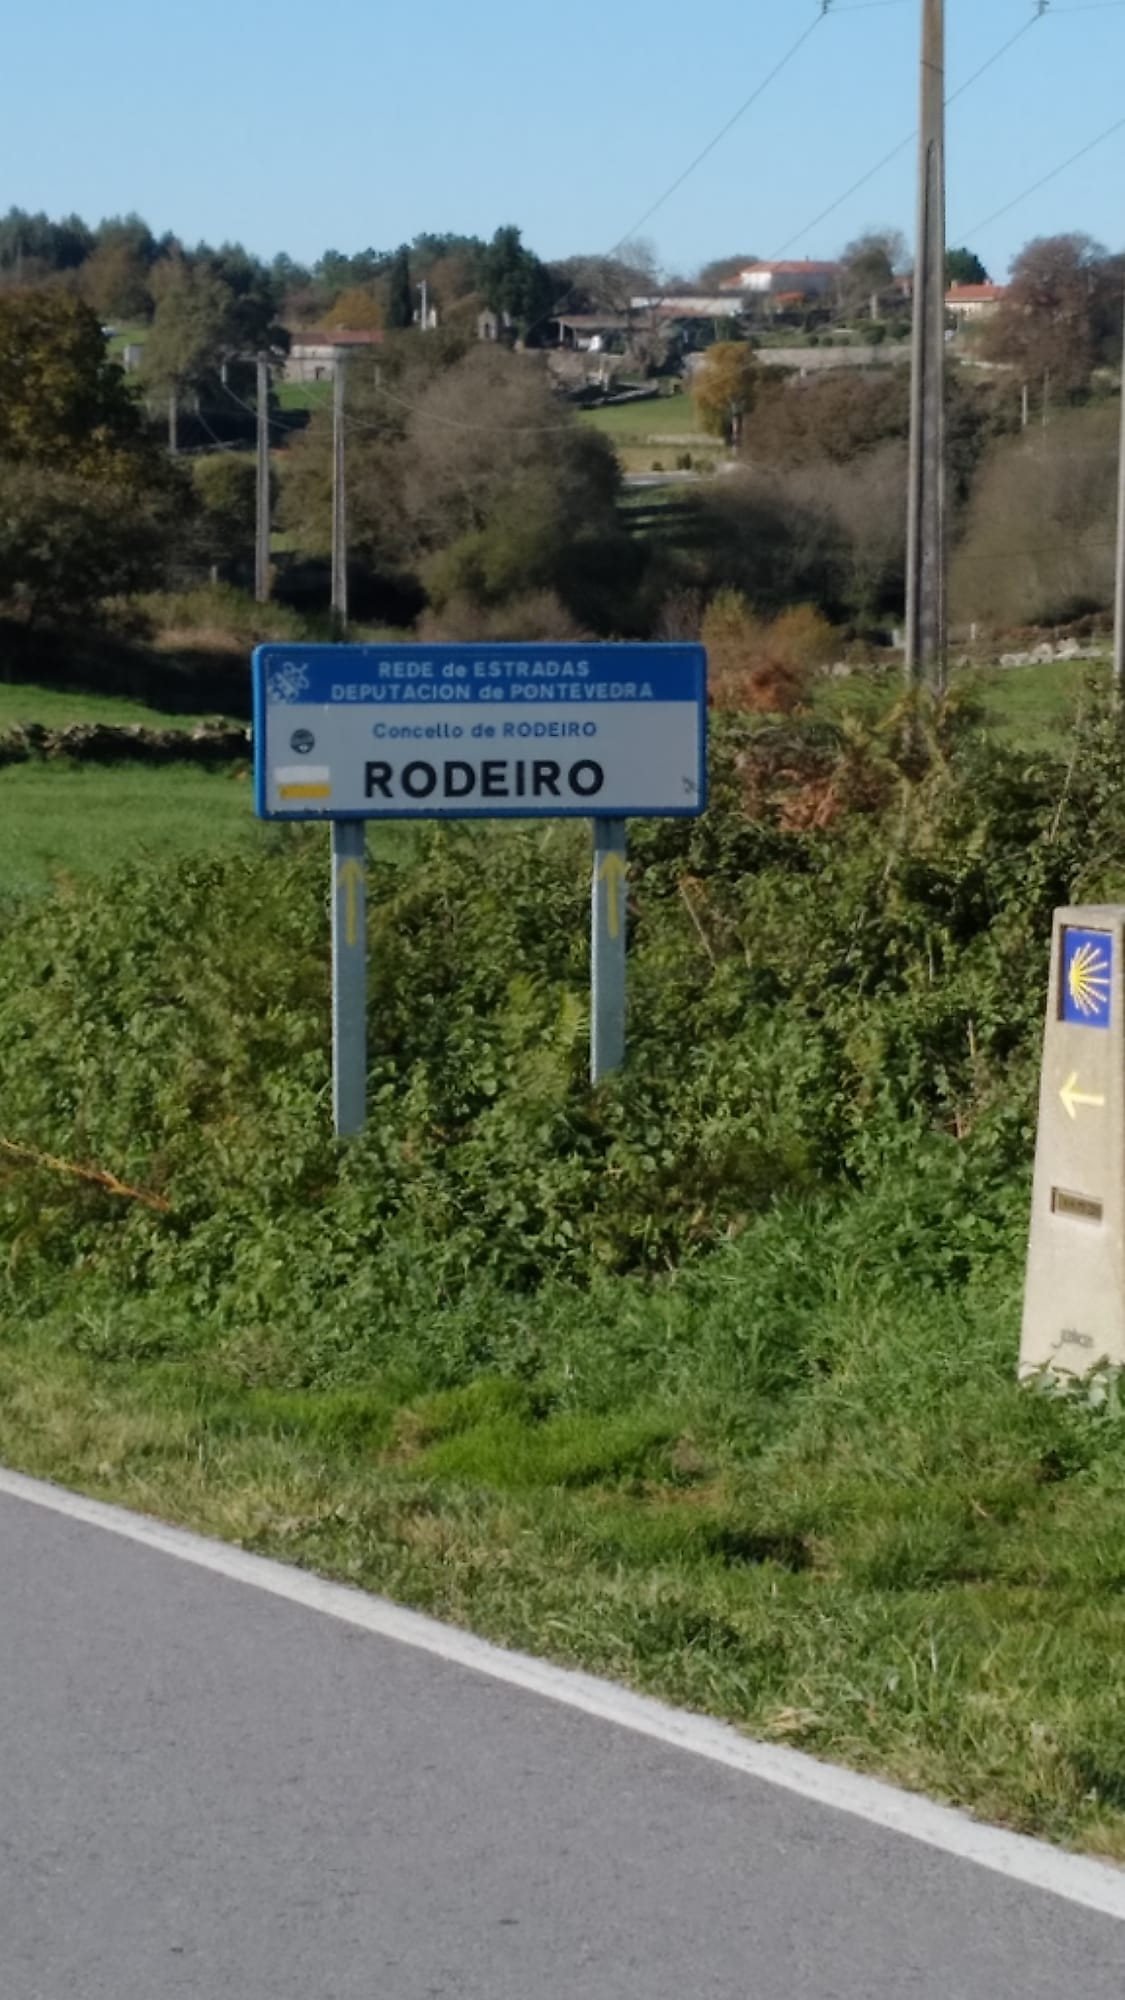 REDE de ESTRADAS
DEPUTACION de PONTEVEDRA
Concello de RODEIRO
RODEIRO